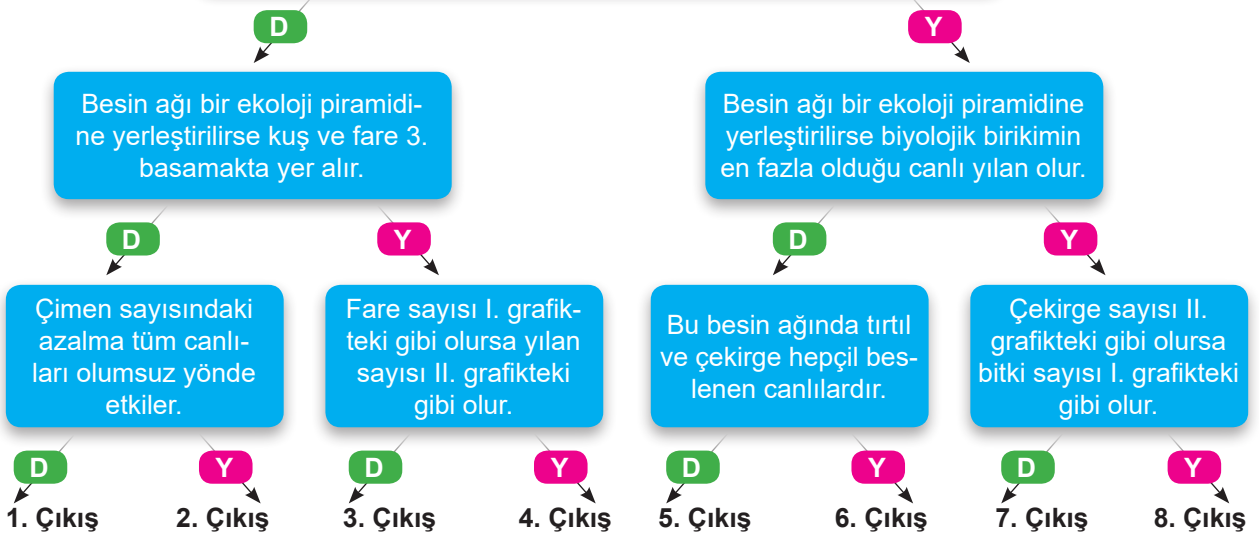 D
Y
Besin ağı bir ekoloji piramidi-
ne yerleştirilirse kuş ve fare 3.
basamakta yer alır.
Besin ağı bir ekoloji piramidine
yerleştirilirse biyolojik birikimin
en fazla olduğu canlı yılan olur.
D
Y
D
Y
Çimen sayısındaki
azalma tüm canlı-
ları olumsuz yönde
etkiler.
Fare sayısı I. grafik-
teki gibi olursa yılan
sayısı II. grafikteki
gibi olur.
Bu besin ağında tırtıl
ve çekirge hepçil bes-
lenen canlılardır.
Çekirge sayısı II.
grafikteki gibi olursa
bitki sayısı I. grafikteki
gibi olur.
D
Y
D
Y
D
Y
D
Y
1. Çıkış
2. Çıkış
3. Çıkış
4. Çıkış
5. Çıkış
6. Çıkış
7. Çıkış
8. Çıkış